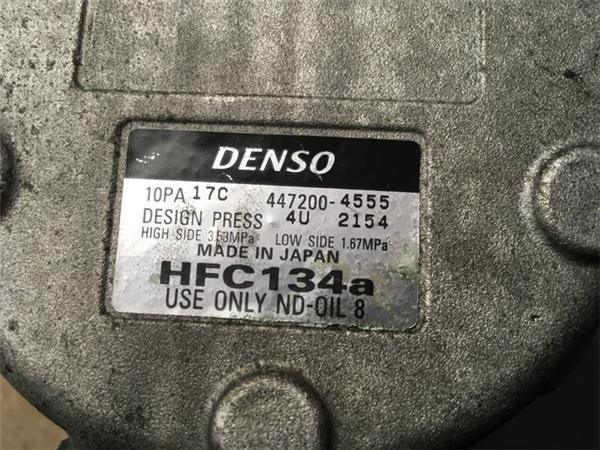 DENSO
10PA 17C 447200-4555
DESIGN PRESS 4U 2154
HIGH SIDE 3.53MPa LOW SIDE 1.67MPa
MADE IN JAPAN
HFC134a
USE ONLY ND-OIL 8